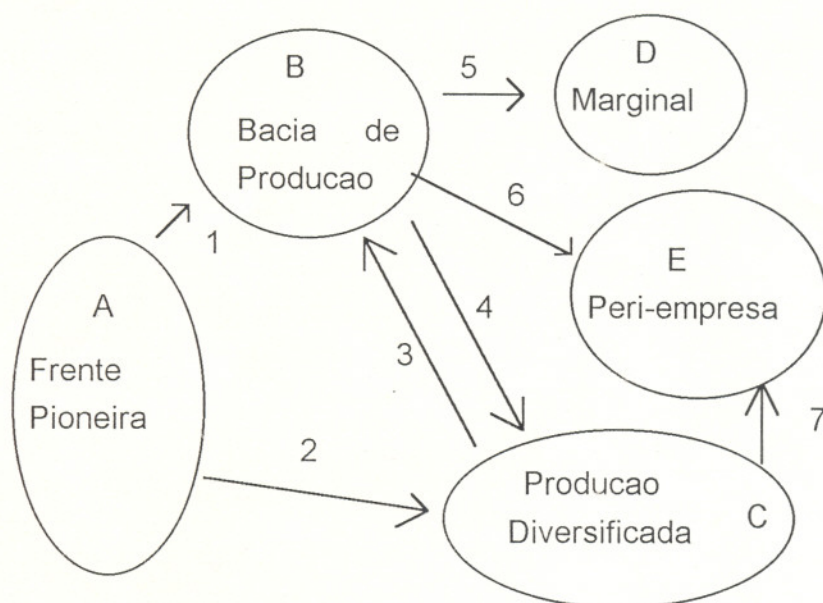 B
Bacia de
Producao
5
D
Marginal
6
E
Peri-empresa
1
A
Frente
Pioneira
4
3
2
7
Producao
Diversificada C